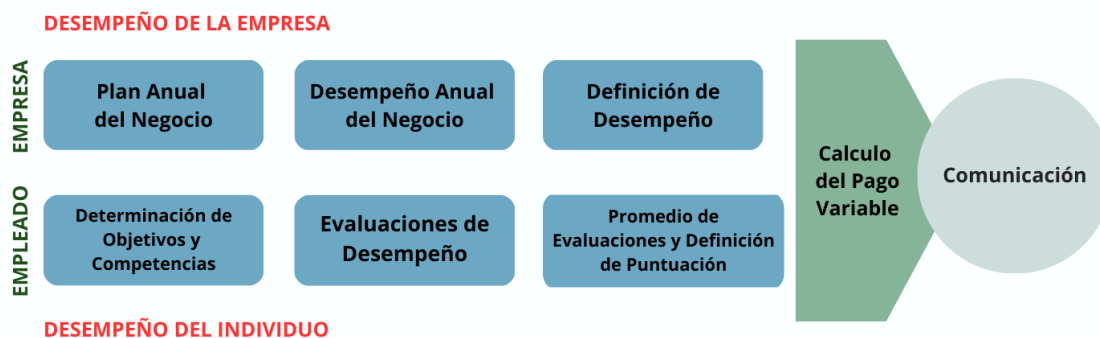 DESEMPEÑO DE LA EMPRESA
EMPRESA
Plan Anual
del Negocio
Desempeño Anual
del Negocio
Definición de
Desempeño
EMPLEADO
Determinación de
Objetivos y
Competencias
Evaluaciones de
Desempeño
Promedio de
Evaluaciones y Definición
de Puntuación
Calculo
del Pago
Variable
Comunicación
DESEMPEÑO DEL INDIVIDUO